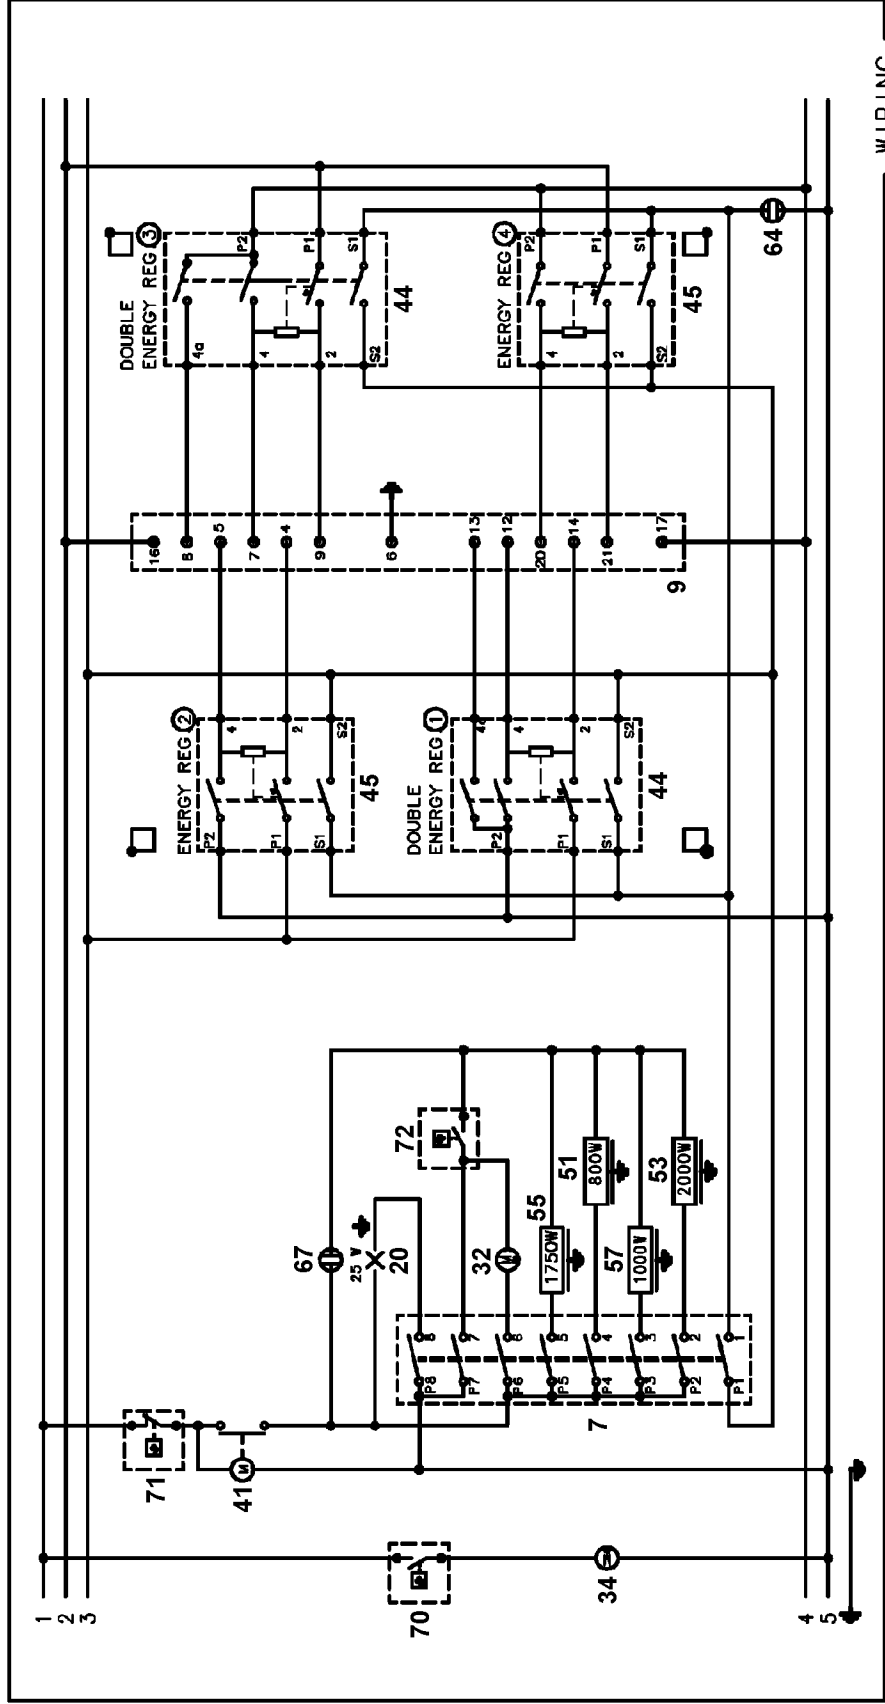 1
2
3
4
5
70
34
71
41
M
67
25 W
20
72
32
M
55
1750W
51
800W
57
1000W
53
2000W
7
P8
P7
P6
P5
P4
P3
P2
P1
8
7
6
5
4
3
2
1
ENERGY REG 2
P2
P1
S1
4
2
S2
45
DOUBLE
ENERGY REG 1
P2
P1
S1
4a
4
2
S2
44
16
8
5
7
4
9
6
13
12
20
14
21
17
9
DOUBLE
ENERGY REG 3
4a
4
2
S2
P2
P1
S1
44
ENERGY REG 4
4
2
S2
P2
P1
S1
45
64
WIRING